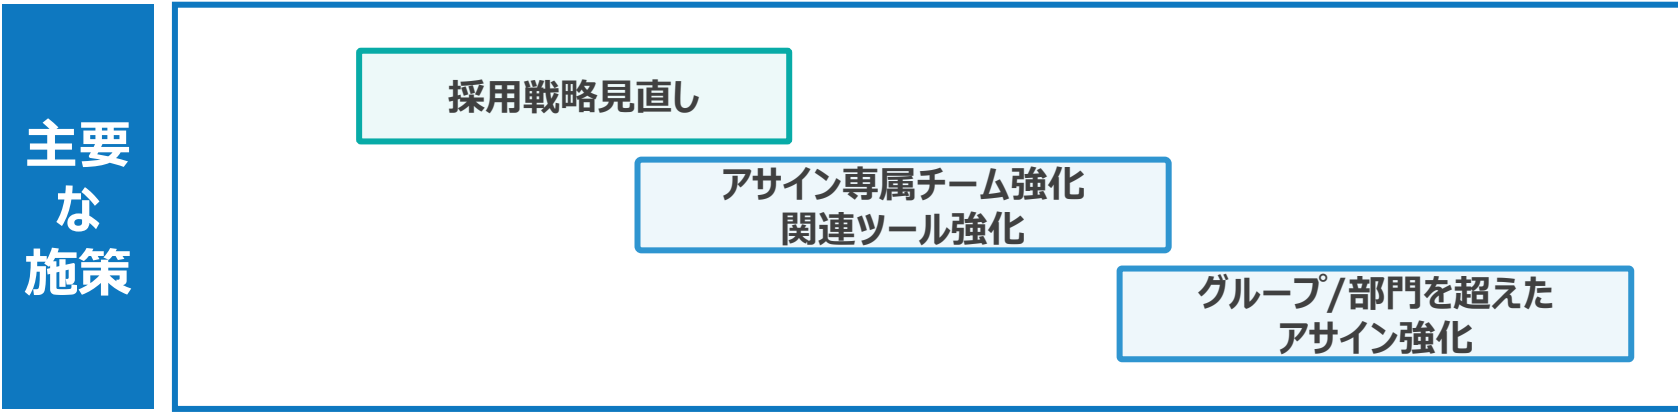 主要
な
施策
採用戦略見直し
アサイン専属チーム強化
関連ツール強化
グループ/部門を超えた
アサイン強化